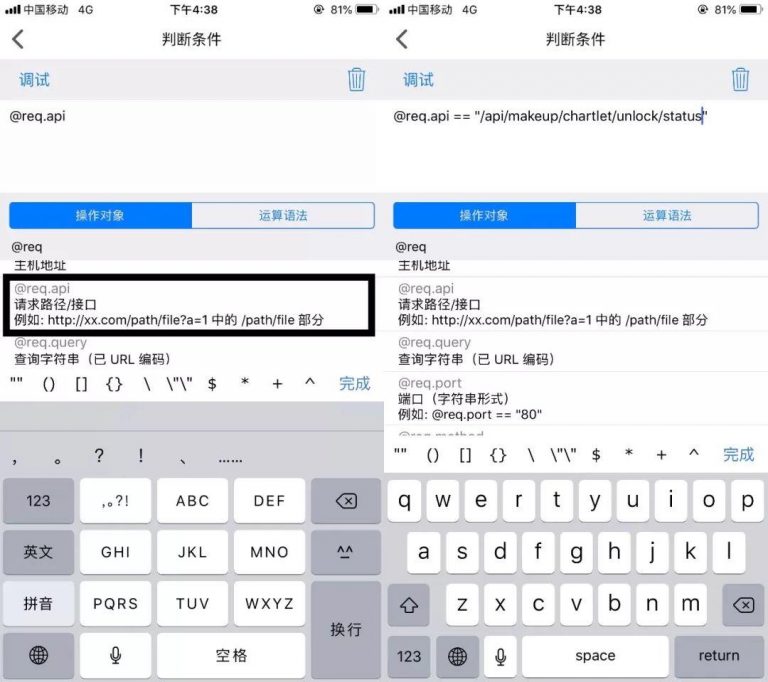 中国移动 4G 下午4:38 81%
判断条件
调试
@req.api
操作对象 运算语法
@req
主机地址
@req.api
请求路径/接口
例如: http://xx.com/path/file?a=1 中的 /path/file 部分
@req.query
查询字符串（已 URL 编码）
"" () [] {} \ \"\" $ * + ^ 完成
， 。 ？ ！ 、 ……
123 ,。?! ABC DEF
英文 GHI JKL MNO ^^
拼音 PQRS TUV WXYZ 换行
空格
中国移动 4G 下午4:38 81%
判断条件
调试
@req.api == "/api/makeup/chartlet/unlock/status"
操作对象 运算语法
@req
主机地址
@req.api
请求路径/接口
例如: http://xx.com/path/file?a=1 中的 /path/file 部分
@req.query
查询字符串（已 URL 编码）
@req.port
端口（字符串形式）
例如: @req.port == "80"
@req.method
"" () [] {} \ \"\" $ * + ^ 完成
q w e r t y u i o p
a s d f g h j k l
z x c v b n m
123 space return